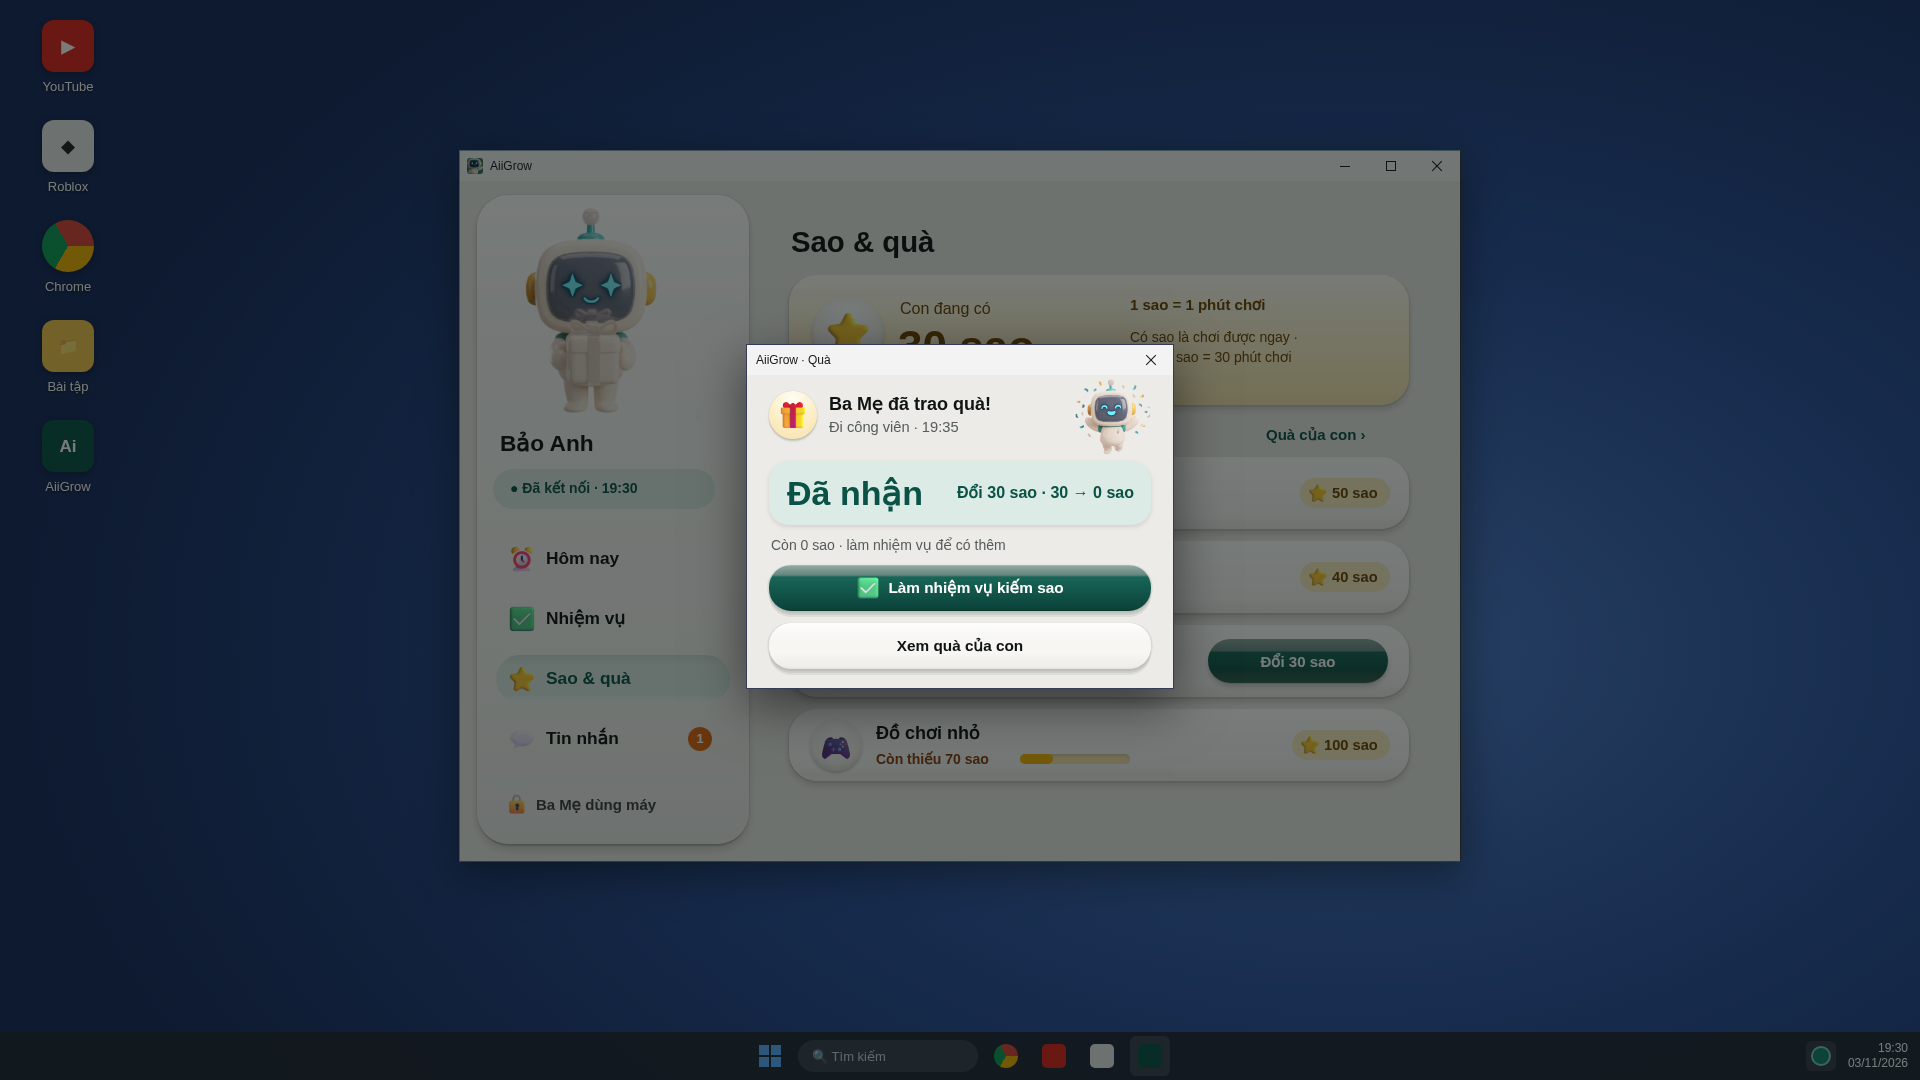 YouTube
Roblox
Chrome
Bài tập
Ai
AiiGrow
AiiGrow
Bảo Anh
● Đã kết nối · 19:30
Hôm nay
Nhiệm vụ
Sao & quà
Tin nhắn
1
Ba Mẹ dùng máy
Sao & quà
Con đang có
30 sao
1 sao = 1 phút chơi
Có sao là chơi được ngay ·
sao = 30 phút chơi
Quà của con ›
50 sao
40 sao
Đổi 30 sao
Đồ chơi nhỏ
Còn thiếu 70 sao
100 sao
AiiGrow · Quà
Ba Mẹ đã trao quà!
Đi công viên · 19:35
Đã nhận
Đổi 30 sao · 30 → 0 sao
Còn 0 sao · làm nhiệm vụ để có thêm
Làm nhiệm vụ kiếm sao
Xem quà của con
Tìm kiếm
19:30
03/11/2026